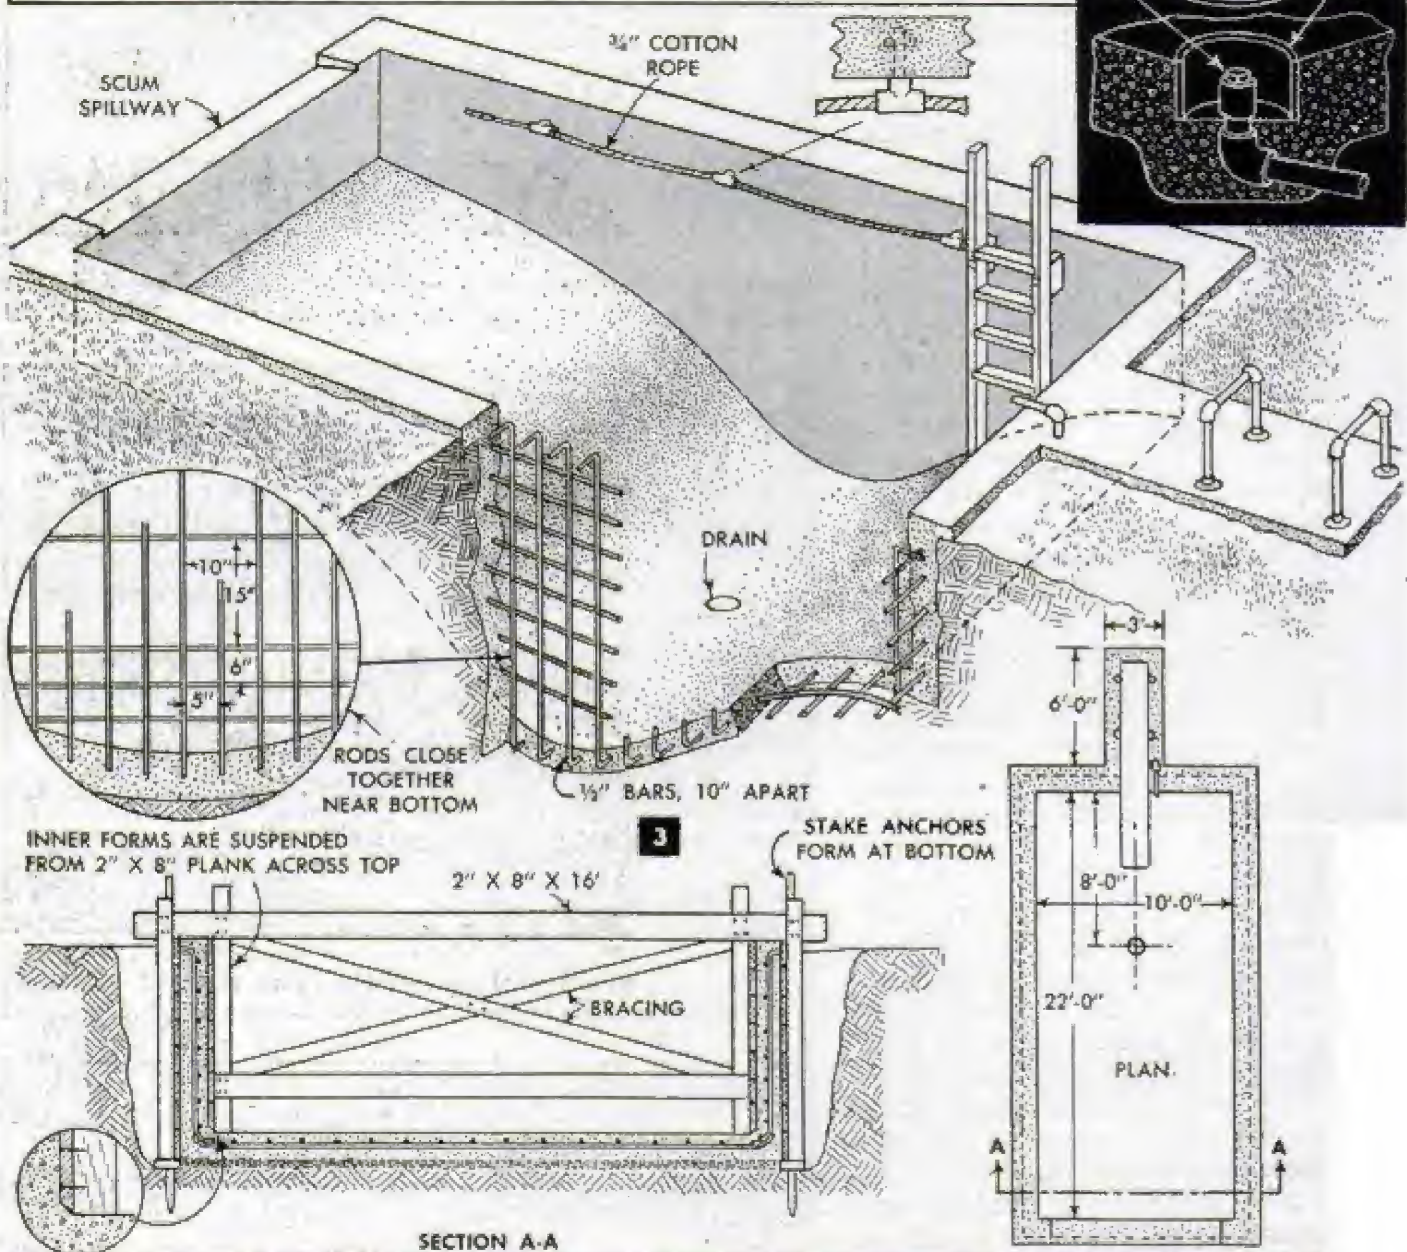 SCUM
SPILLWAY
3/4" COTTON
ROPE
DRAIN
10"
15"
6"
5"
RODS CLOSE
TOGETHER
NEAR BOTTOM
1/2" BARS, 10" APART
3
INNER FORMS ARE SUSPENDED
FROM 2" X 8" PLANK ACROSS TOP
2" X 8" X 16'
STAKE ANCHORS
FORM AT BOTTOM
BRACING
SECTION A-A
3'
6'-0"
8'-0"
10'-0"
22'-0"
PLAN
A
A